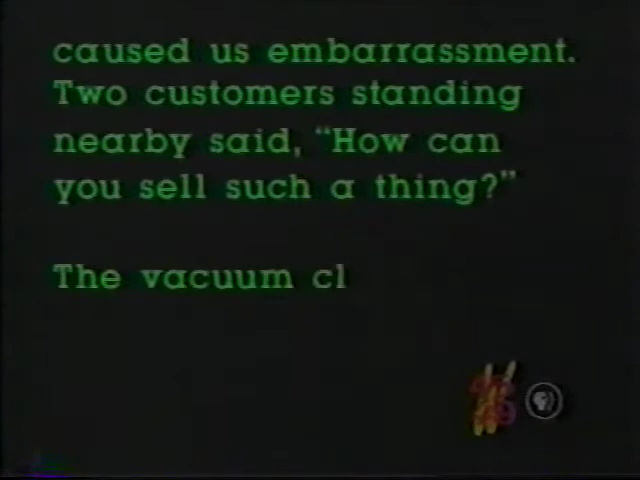 caused us embarrassment.
Two customers standing
nearby said, “How can
you sell such a thing?”
The vacuum cl